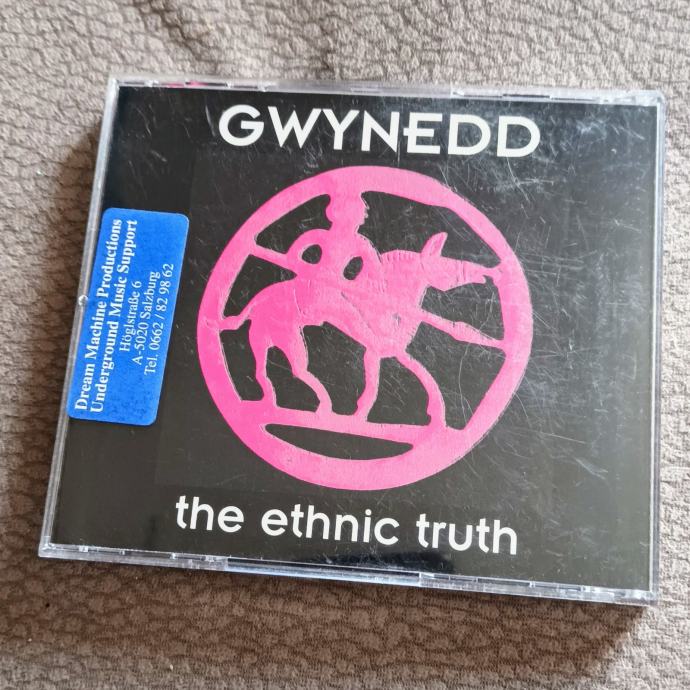 GWYNEDD
Dream Machine Productions
Underground Music Support
Höglstraße 6
A-5020 Salzburg
Tel. 0662 / 82 98 62
the ethnic truth